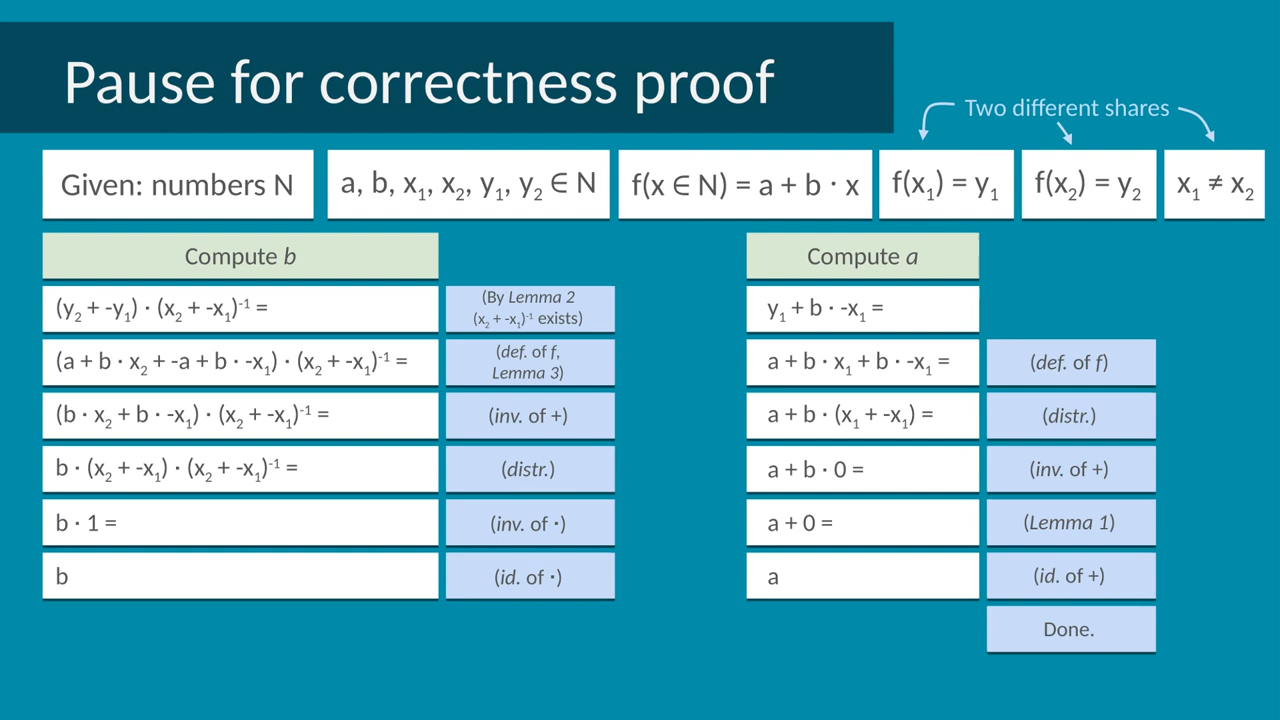 Pause for correctness proof
Two different shares
Given: numbers N
a, b, x₁, x₂, y₁, y₂ ∈ N
f(x ∈ N) = a + b · x
f(x₁) = y₁
f(x₂) = y₂
x₁ ≠ x₂
Compute b
(y₂ + -y₁) · (x₂ + -x₁)⁻¹ =
(By Lemma 2
(x₂ + -x₁)⁻¹ exists)
(a + b · x₂ + -a + b · -x₁) · (x₂ + -x₁)⁻¹ =
(def. of f,
Lemma 3)
(b · x₂ + b · -x₁) · (x₂ + -x₁)⁻¹ =
(inv. of +)
b · (x₂ + -x₁) · (x₂ + -x₁)⁻¹ =
(distr.)
b · 1 =
(inv. of ·)
b
(id. of ·)
Compute a
y₁ + b · -x₁ =
a + b · x₁ + b · -x₁ =
(def. of f)
a + b · (x₁ + -x₁) =
(distr.)
a + b · 0 =
(inv. of +)
a + 0 =
(Lemma 1)
a
(id. of +)
Done.